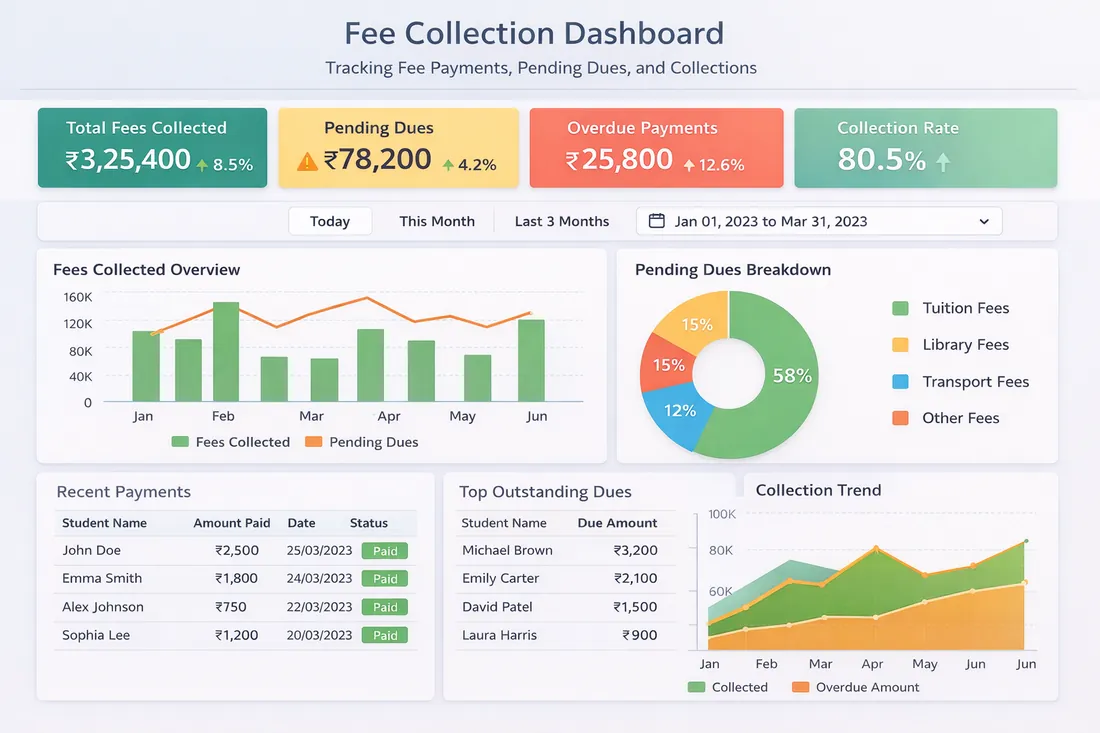 Fee Collection Dashboard
Tracking Fee Payments, Pending Dues, and Collections
Total Fees Collected
₹3,25,400 8.5%
Pending Dues
₹78,200 4.2%
Overdue Payments
₹25,800 12.6%
Collection Rate
80.5%
Today This Month Last 3 Months Jan 01, 2023 to Mar 31, 2023
Fees Collected Overview
160K
120K
80K
40K
0
Jan Feb Mar Apr May Jun
Fees Collected Pending Dues
Pending Dues Breakdown
15%
15%
12%
58%
Tuition Fees
Library Fees
Transport Fees
Other Fees
Recent Payments
Student Name Amount Paid Date Status
John Doe ₹2,500 25/03/2023 Paid
Emma Smith ₹1,800 24/03/2023 Paid
Alex Johnson ₹750 22/03/2023 Paid
Sophia Lee ₹1,200 20/03/2023 Paid
Top Outstanding Dues
Student Name Due Amount
Michael Brown ₹3,200
Emily Carter ₹2,100
David Patel ₹1,500
Laura Harris ₹900
Collection Trend
100K
80K
60K
Jan Feb Mar Apr May Jun Jun
Collected Overdue Amount